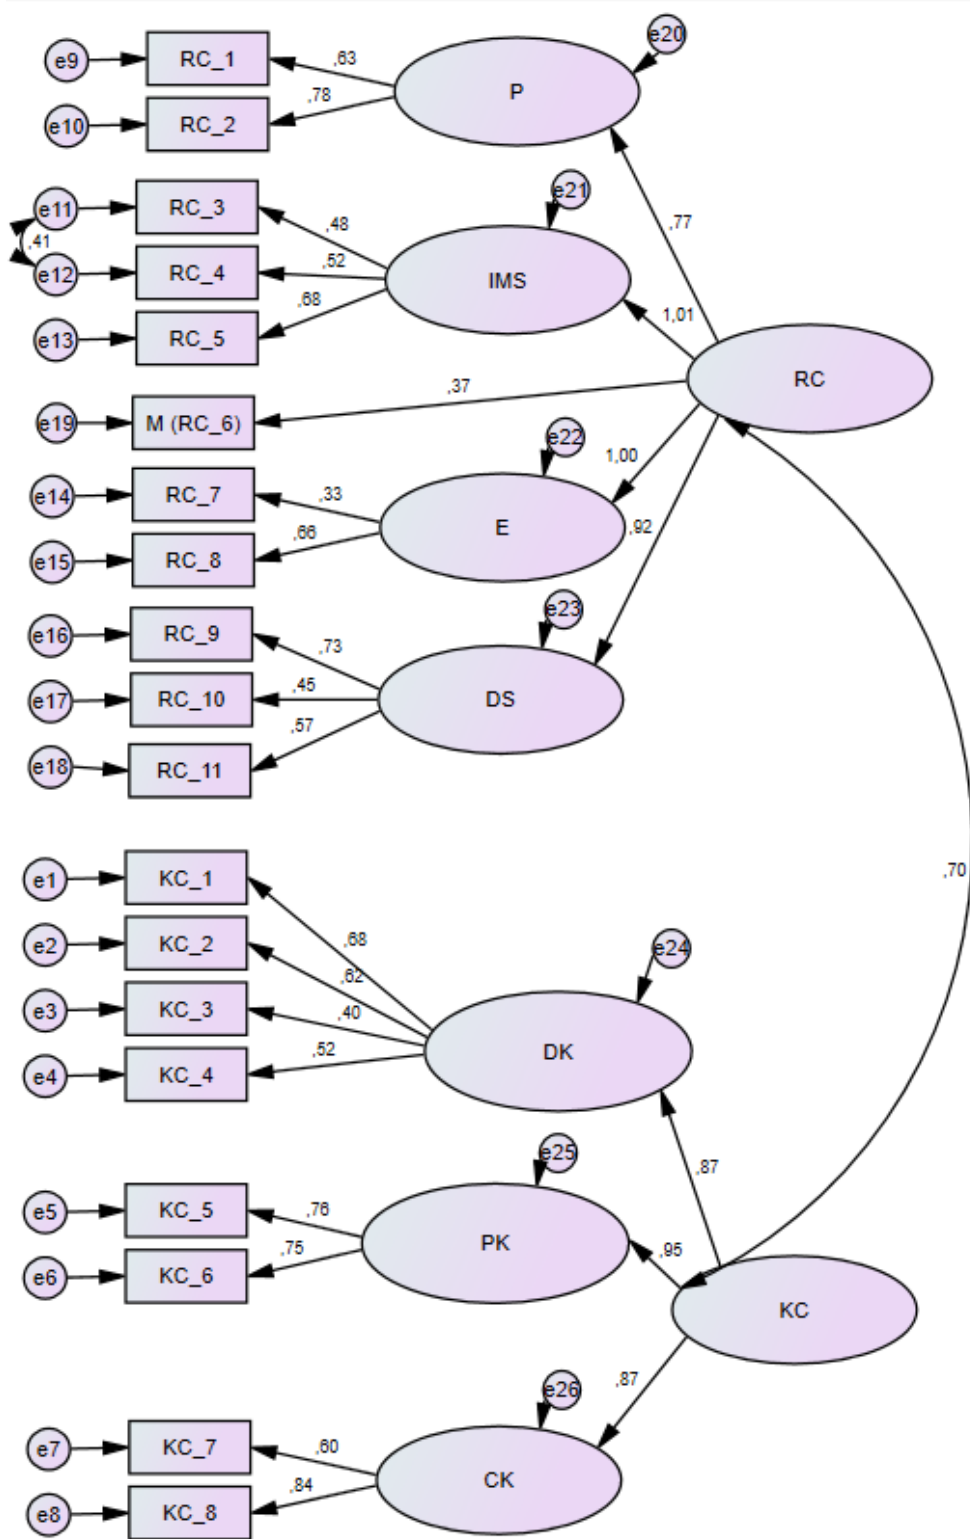 e20
e9
RC_1
,63
P
,78
e10
RC_2
e21
e11
RC_3
,77
,48
,41
e12
RC_4
,52
IMS
,68
1,01
e13
RC_5
RC
,37
e19
M (RC_6)
e22
1,00
e14
RC_7
,33
E
,92
,66
e15
RC_8
e23
e16
RC_9
,73
,45
e17
RC_10
DS
,57
e18
RC_11
,70
e1
KC_1
,68
e2
KC_2
e24
,62
e3
KC_3
,40
DK
,52
e4
KC_4
e25
,87
e5
KC_5
,76
PK
,95
,75
e6
KC_6
KC
e26
,87
e7
KC_7
,60
CK
,84
e8
KC_8